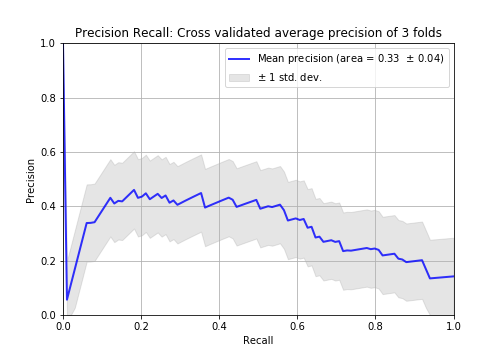 Precision Recall: Cross validated average precision of 3 folds
1.0
0.8
0.6
0.4
0.2
0.0
Precision
Mean precision (area = 0.33 ± 0.04)
± 1 std. dev.
0.0 0.2 0.4 0.6 0.8 1.0
Recall